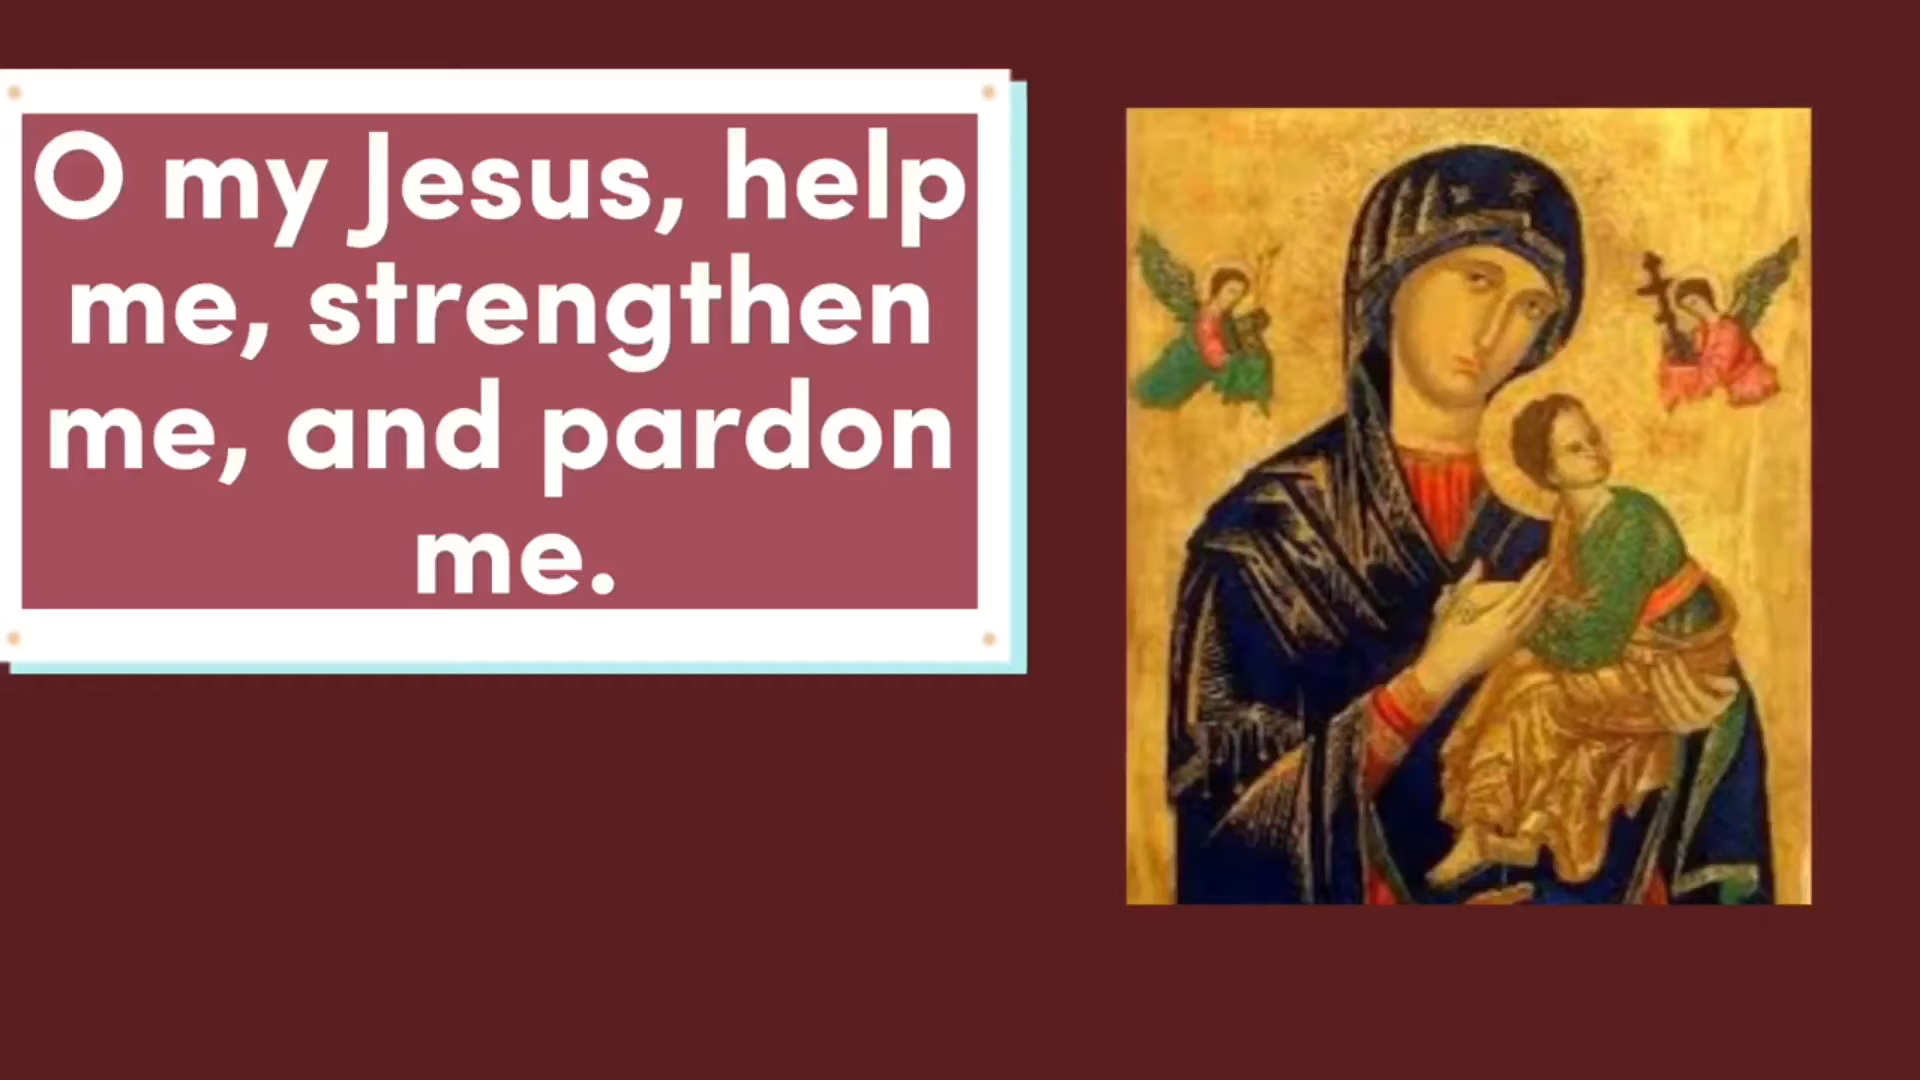 O my Jesus, help
me, strengthen
me, and pardon
me.